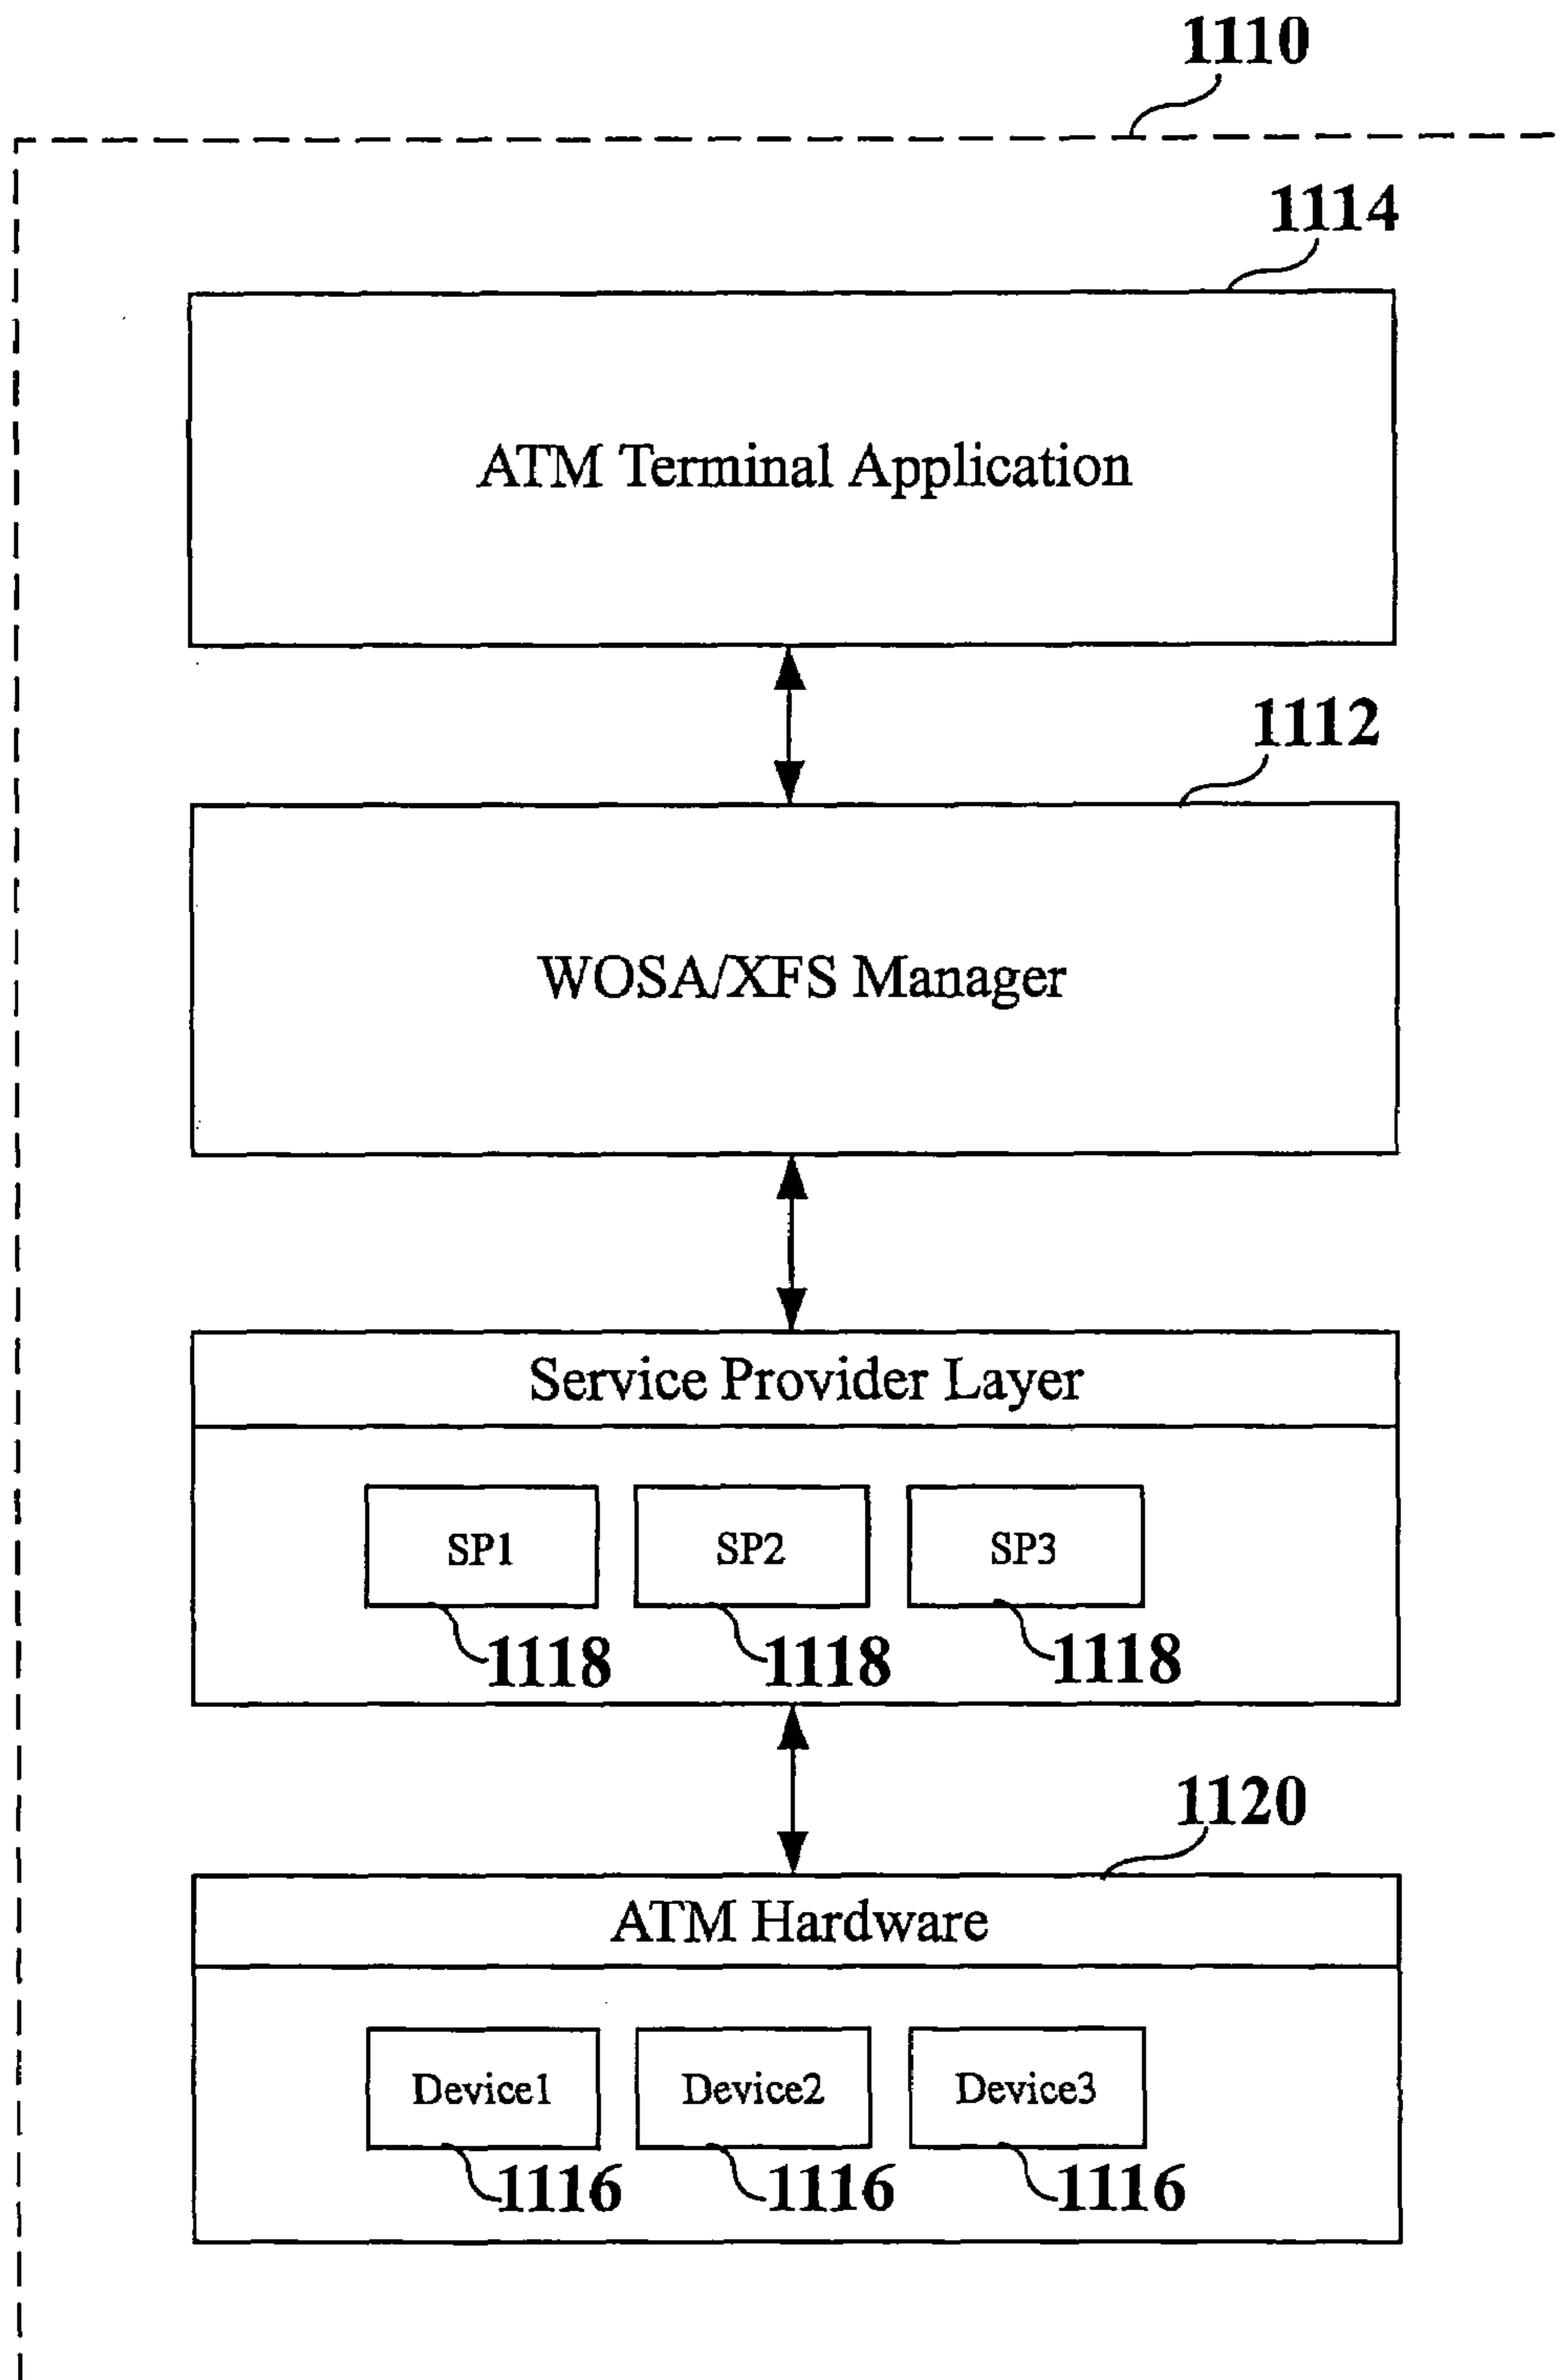 1110
1114
ATM Terminal Application
1112
WOSA/XFS Manager
Service Provider Layer
SP1 SP2 SP3
1118 1118 1118
1120
ATM Hardware
Device1 Device2 Device3
1116 1116 1116